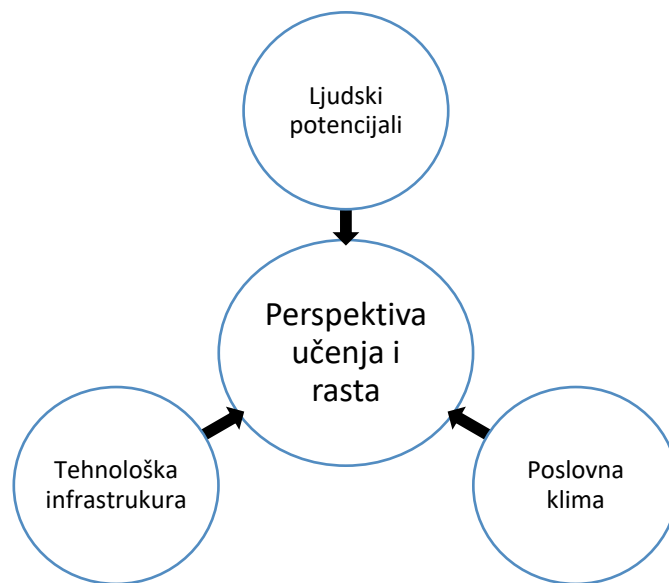 Ljudski
potencijali
Perspektiva
učenja i
rasta
Tehnološka
infrastrukura
Poslovna
klima